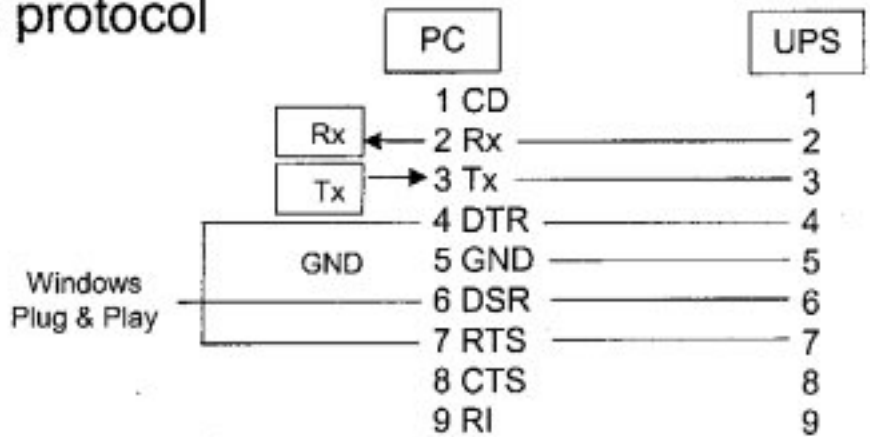 protocol
PC UPS
1 CD 1
Rx 2 Rx 2
Tx 3 Tx 3
4 DTR 4
GND 5 GND 5
Windows
Plug & Play
6 DSR 6
7 RTS 7
8 CTS 8
9 RI 9